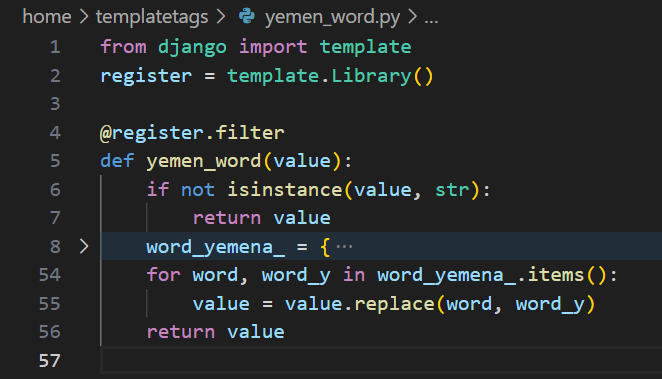 home > templatetags > yemen_word.py > ...
1 from django import template
2 register = template.Library()
3
4 @register.filter
5 def yemen_word(value):
6     if not isinstance(value, str):
7         return value
8 >     word_yemena_ = {···
54     for word, word_y in word_yemena_.items():
55         value = value.replace(word, word_y)
56     return value
57